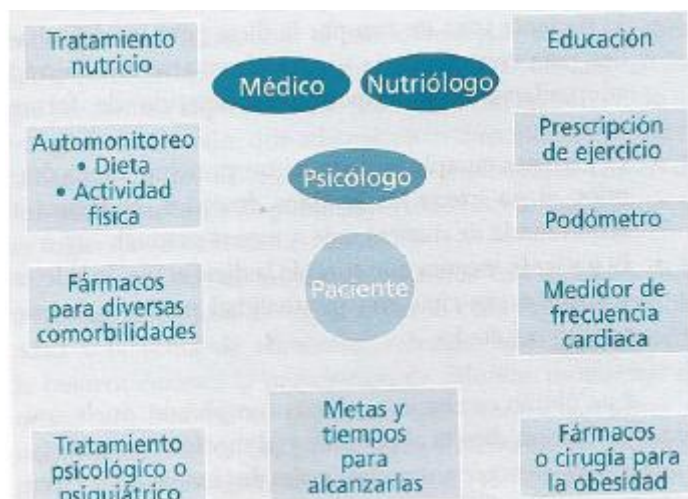 Tratamiento
nutricio
Médico
Nutriólogo
Educación
Automonitoreo
• Dieta
• Actividad
física
Psicólogo
Prescripción
de ejercicio
Podómetro
Fármacos
para diversas
comorbilidades
Paciente
Medidor de
frecuencia
cardiaca
Tratamiento
psicológico o
psiquiátrico
Metas y
tiempos
para
alcanzarlas
Fármacos
o cirugía para
la obesidad